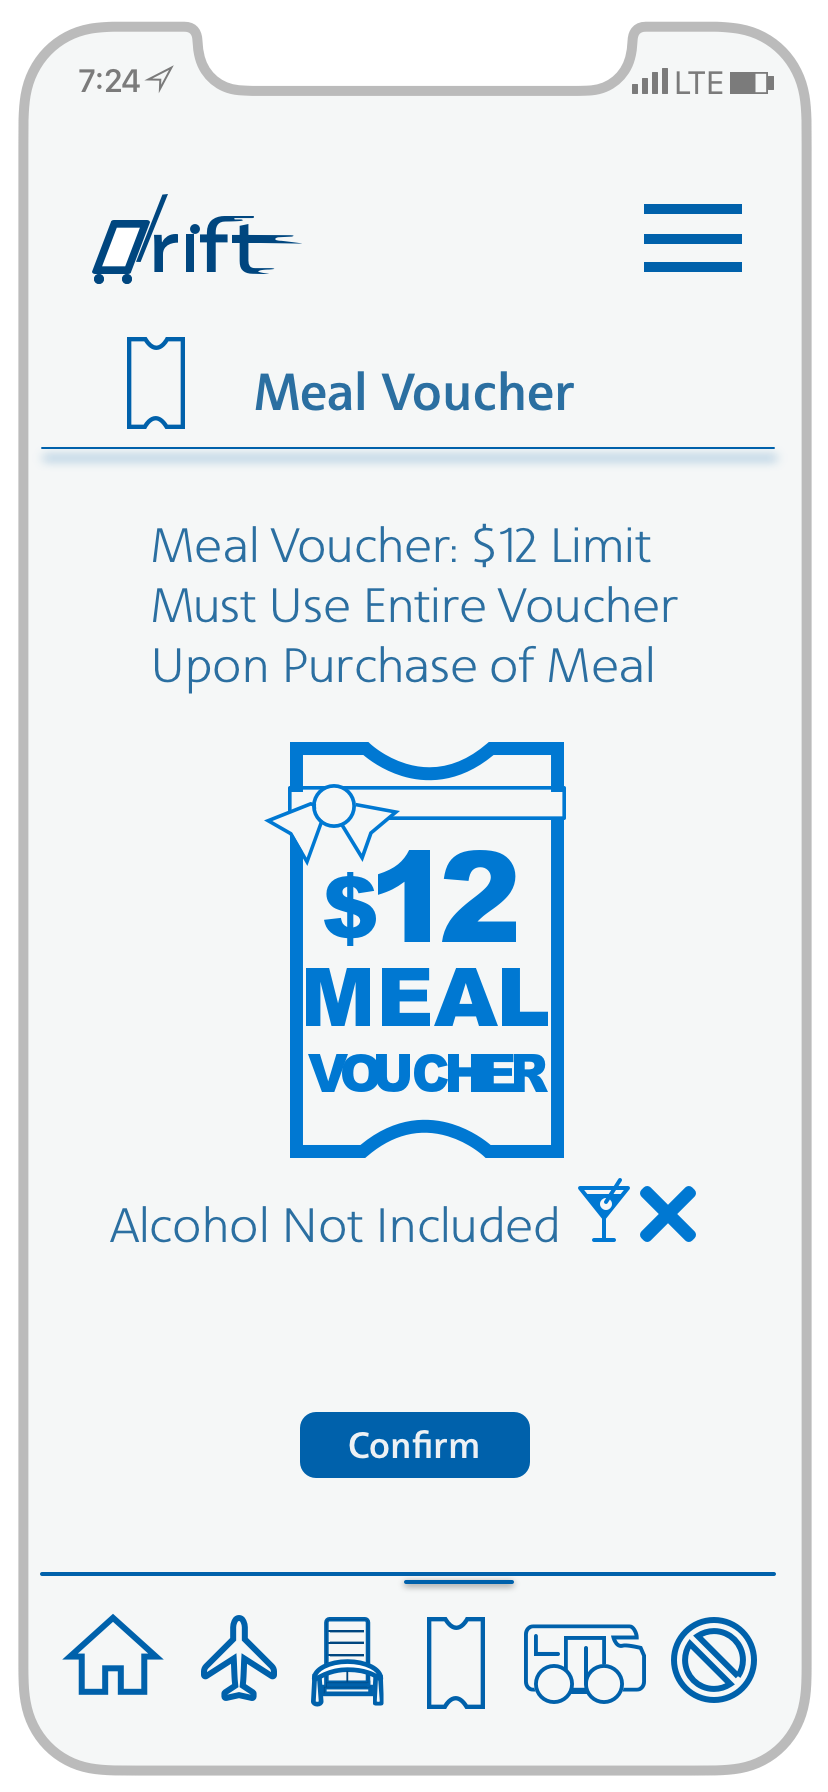 7:24 LTE
Drift
Meal Voucher
Meal Voucher: $12 Limit
Must Use Entire Voucher
Upon Purchase of Meal
$12
MEAL
VOUCHER
Alcohol Not Included
Confirm